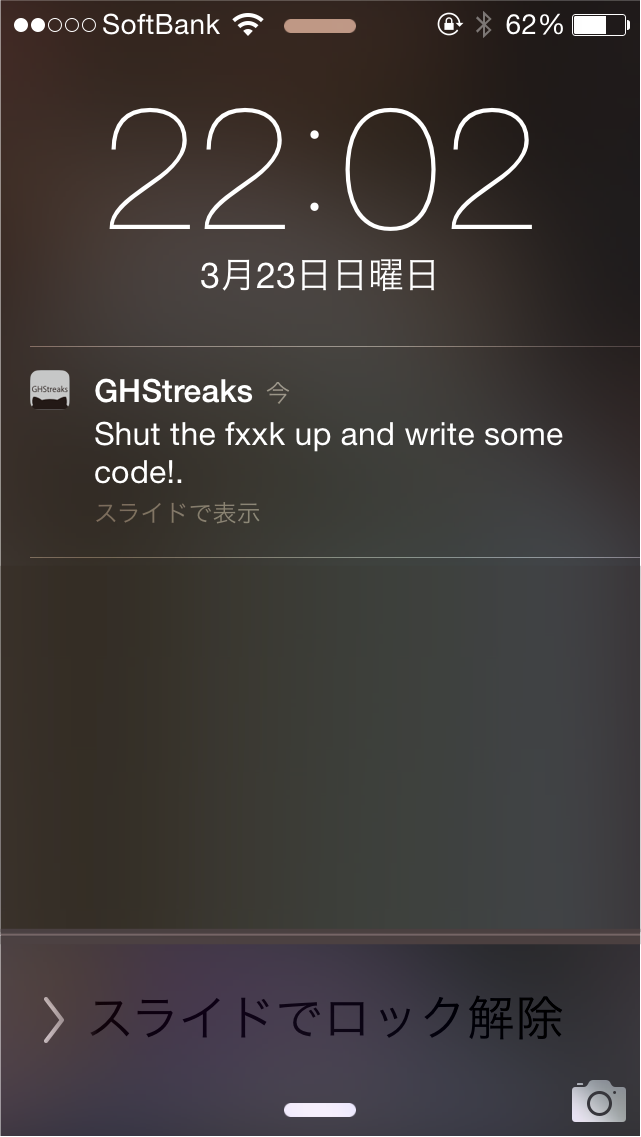 SoftBank 62%
22:02
3月23日日曜日
GHStreaks
GHStreaks 今
Shut the fxxk up and write some
code!.
スライドで表示
スライドでロック解除